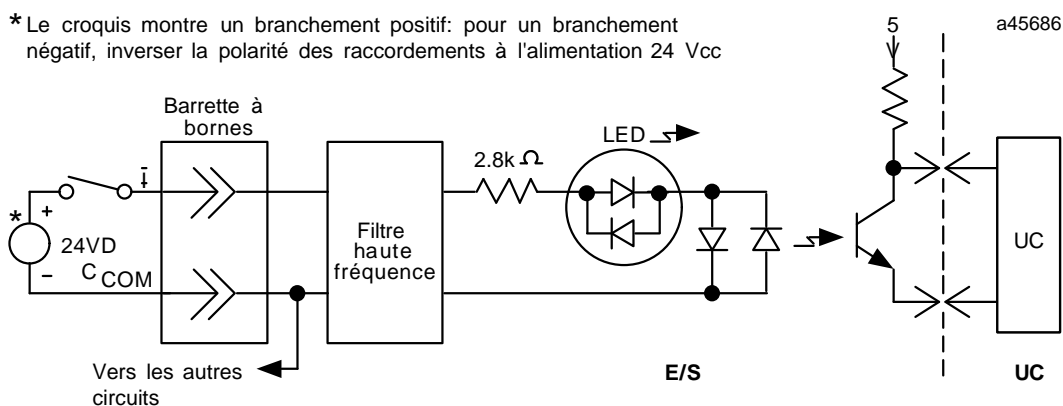 * Le croquis montre un branchement positif: pour un branchement
négatif, inverser la polarité des raccordements à l'alimentation 24 Vcc
a45686
5
Barrette à
bornes
LED
2.8k Ω
I
*
+
24VD
C
COM
–
Filtre
haute
fréquence
UC
Vers les autres
circuits
E/S
UC